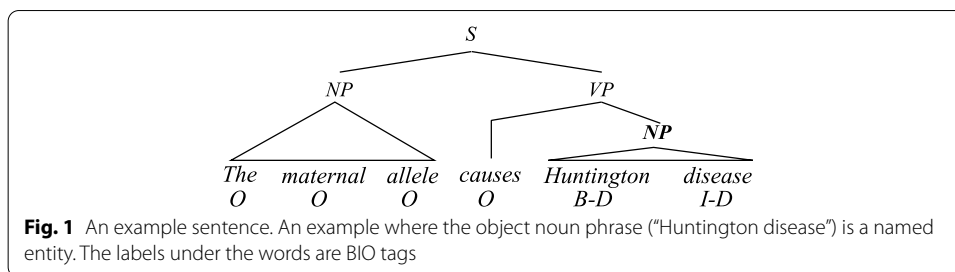 S
NP VP
NP
The maternal allele causes Huntington disease
O O O O B-D I-D
Fig. 1 An example sentence. An example where the object noun phrase (“Huntington disease”) is a named
entity. The labels under the words are BIO tags